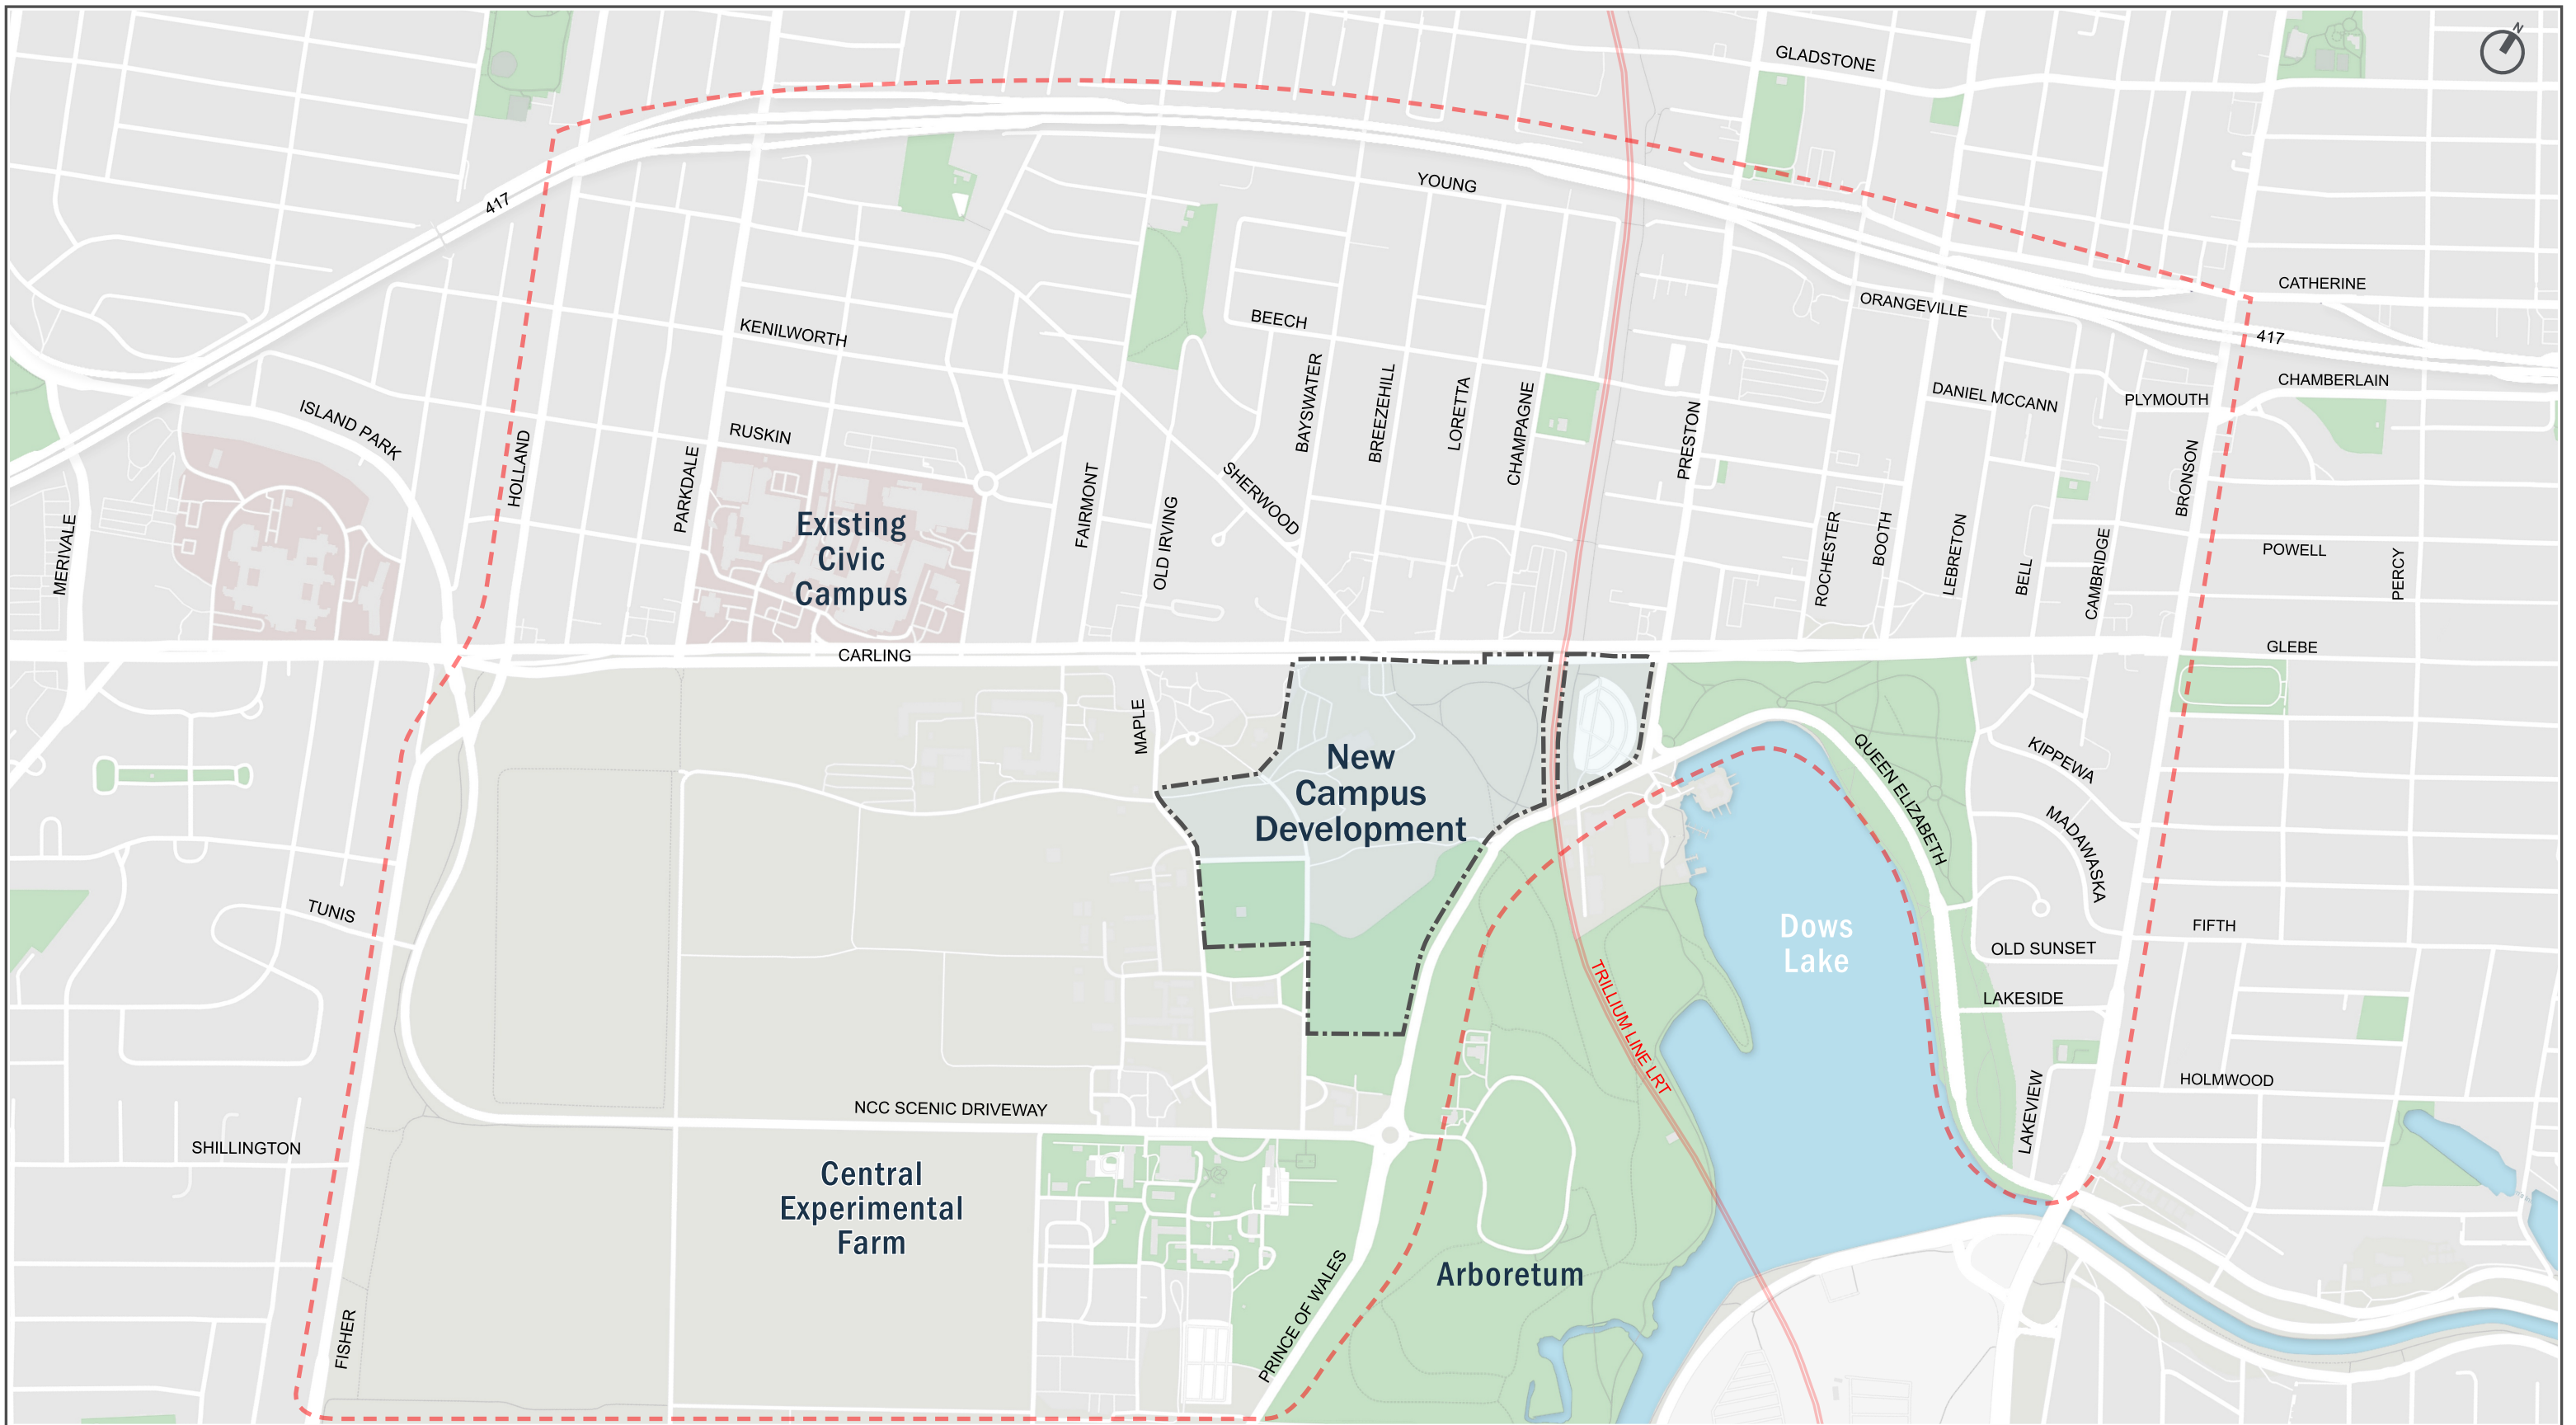 N
GLADSTONE
417
YOUNG
CATHERINE
ORANGEVILLE
BEECH
KENILWORTH
417
CHAMBERLAIN
DANIEL MCCANN
PLYMOUTH
ISLAND PARK
HOLLAND
PARKDALE
RUSKIN
BAYSWATER
BREEZEHILL
LORETTA
CHAMPAGNE
PRESTON
BRONSON
MERIVALE
Existing
Civic
Campus
FAIRMONT
OLD IRVING
SHERWOOD
ROCHESTER
BOOTH
LEBRETON
BELL
CAMBRIDGE
POWELL
PERCY
CARLING
GLEBE
MAPLE
New
Campus
Development
QUEEN ELIZABETH
KIPPEWA
MADAWASKA
TUNIS
Dows
Lake
FIFTH
OLD SUNSET
LAKESIDE
TRILLIUM LINE LRT
NCC SCENIC DRIVEWAY
HOLMWOOD
LAKEVIEW
SHILLINGTON
Central
Experimental
Farm
Arboretum
PRINCE OF WALES
FISHER